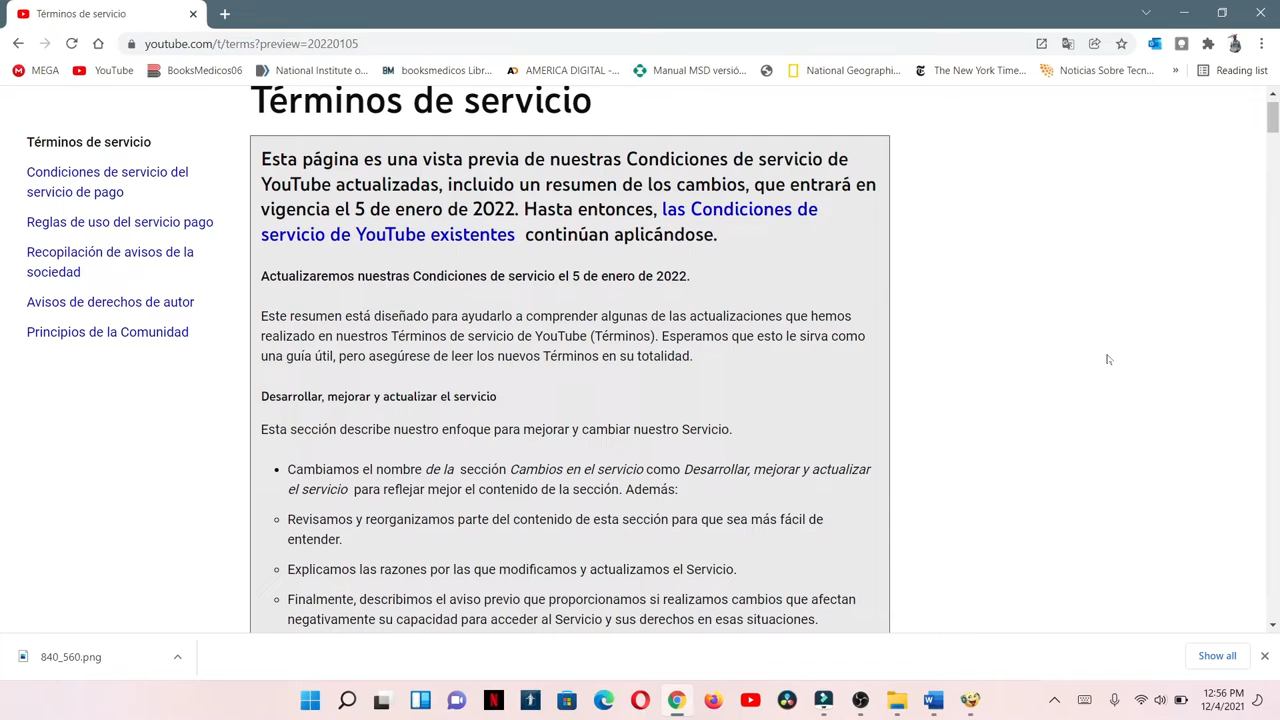 Términos de servicio
youtube.com/t/terms?preview=20220105
MEGA
YouTube
BooksMedicos06
National Institute o...
booksmedicos Libr...
AMERICA DIGITAL -...
Manual MSD versió...
National Geographi...
The New York Time...
Noticias Sobre Tecn...
»
Reading list
Términos de servicio
Condiciones de servicio del
servicio de pago
Reglas de uso del servicio pago
Recopilación de avisos de la
sociedad
Avisos de derechos de autor
Principios de la Comunidad
Términos de servicio
Esta página es una vista previa de nuestras Condiciones de servicio de
YouTube actualizadas, incluido un resumen de los cambios, que entrará en
vigencia el 5 de enero de 2022. Hasta entonces, las Condiciones de
servicio de YouTube existentes continúan aplicándose.
Actualizaremos nuestras Condiciones de servicio el 5 de enero de 2022.
Este resumen está diseñado para ayudarlo a comprender algunas de las actualizaciones que hemos
realizado en nuestros Términos de servicio de YouTube (Términos). Esperamos que esto le sirva como
una guía útil, pero asegúrese de leer los nuevos Términos en su totalidad.
Desarrollar, mejorar y actualizar el servicio
Esta sección describe nuestro enfoque para mejorar y cambiar nuestro Servicio.
• Cambiamos el nombre de la sección Cambios en el servicio como Desarrollar, mejorar y actualizar
el servicio para reflejar mejor el contenido de la sección. Además:
◦ Revisamos y reorganizamos parte del contenido de esta sección para que sea más fácil de
entender.
◦ Explicamos las razones por las que modificamos y actualizamos el Servicio.
◦ Finalmente, describimos el aviso previo que proporcionamos si realizamos cambios que afectan
negativamente su capacidad para acceder al Servicio y sus derechos en esas situaciones.
840_560.png
Show all
12:56 PM
12/4/2021